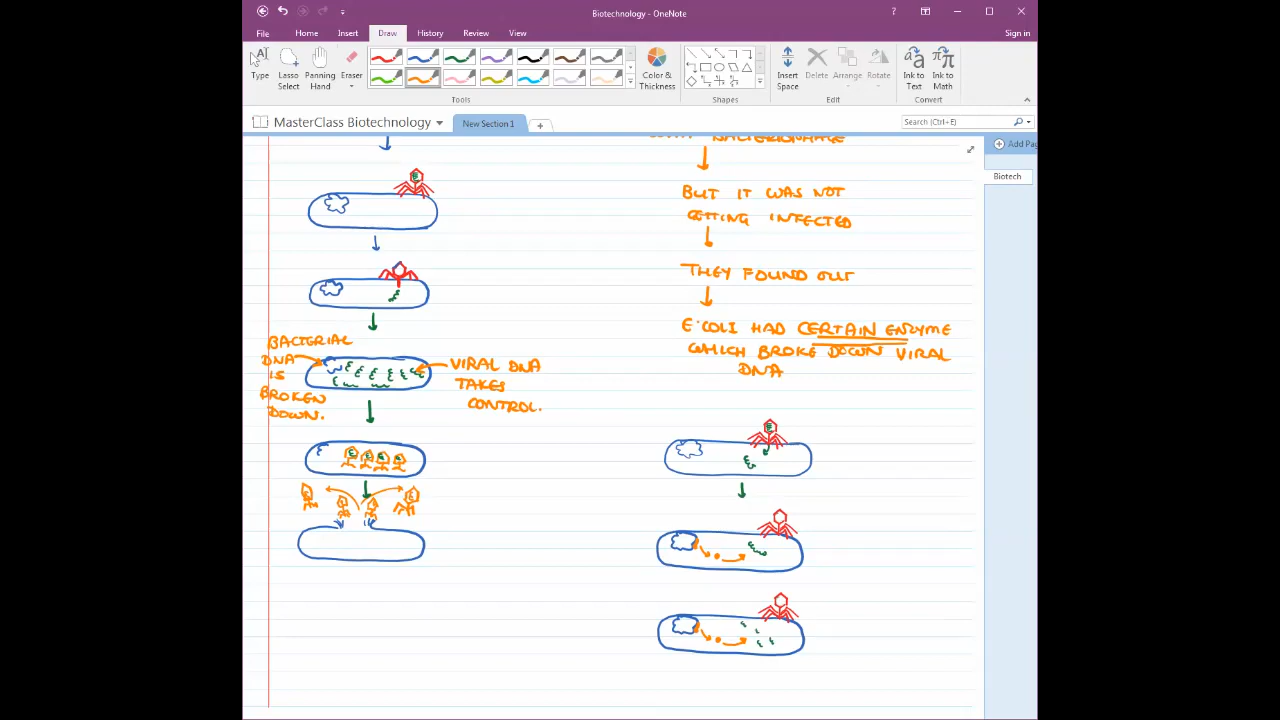 Biotechnology - OneNote
?
File
Home
Insert
Draw
History
Review
View
Sign in
Type
Lasso Select
Panning Hand
Eraser
Color & Thickness
Insert Space
Delete
Arrange
Rotate
Ink to Text
Ink to Math
Tools
Shapes
Edit
Convert
MasterClass Biotechnology
New Section 1
Search (Ctrl+E)
Add Pag
Biotech
BACTERIAL
DNA
IS
BROKEN
DOWN.
VIRAL DNA
TAKES
CONTROL.
BACTERIOPHAGE
BUT IT WAS NOT
GETTING INFECTED
THEY FOUND OUT
E.COLI HAD CERTAIN ENZYME
WHICH BROKE DOWN VIRAL
DNA